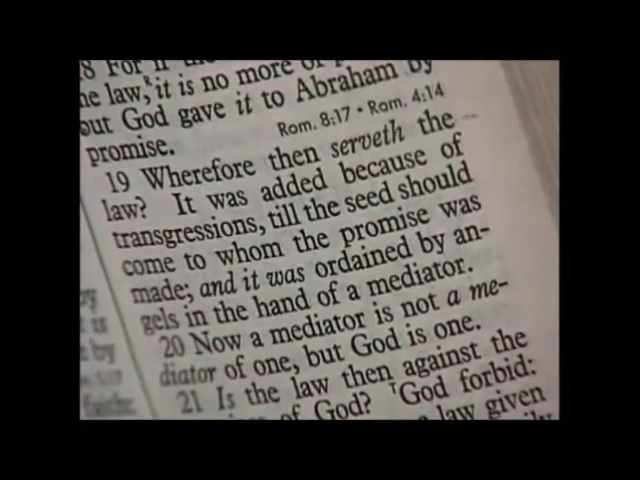 18 For if the
the law, it is no more of
but God gave it to Abraham by
promise. Rom. 8:17 • Rom. 4:14
19 Wherefore then serveth the
law? It was added because of
transgressions, till the seed should
come to whom the promise was
made; and it was ordained by an-
gels in the hand of a mediator.
20 Now a mediator is not a me-
diator of one, but God is one.
21 Is the law then against the
of God? God forbid:
law given